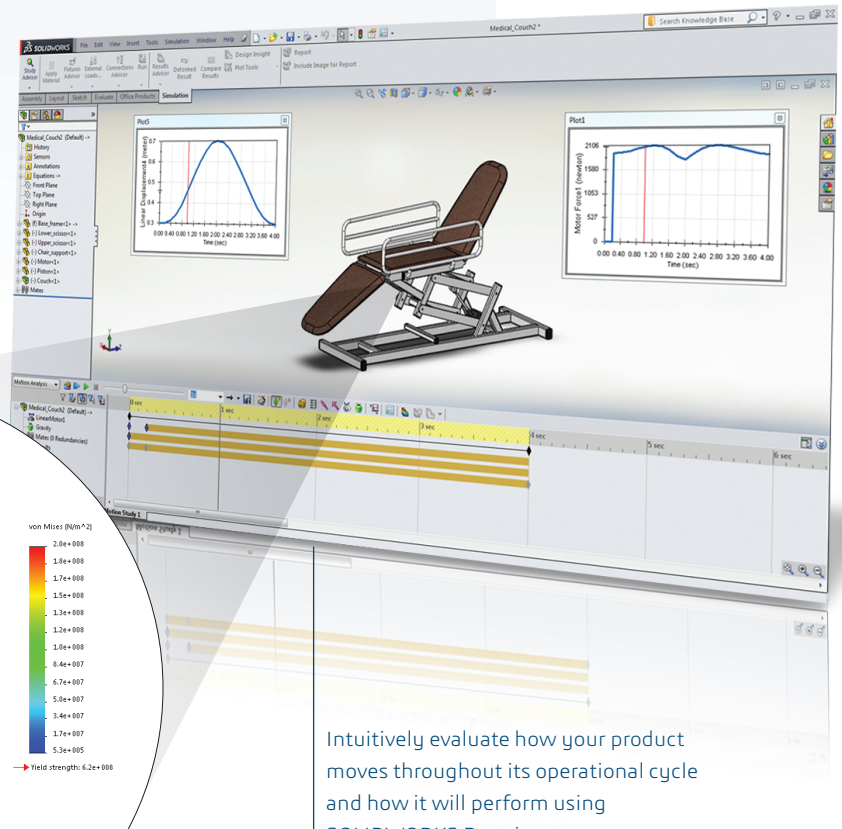 Medical_Couch2 *
Search Knowledge Base
SOLIDWORKS File Edit View Insert Tools Simulation Window Help
Study Advisor
Apply Material
Fixtures Advisor
External Loads...
Connections Advisor
Run
Results Advisor
Deformed Result
Compare Results
Design Insight
Plot Tools
Report
Include Image for Report
Assembly Layout Sketch Evaluate Office Products Simulation
Medical_Couch2 (Default) ->
History
Sensors
Annotations
Equations ->
Front Plane
Top Plane
Right Plane
Origin
(f) Base_frame<1> ->
(-) Lower_scissor<1>
(-) Upper_scissor<1>
(-) Chair_support<1>
(-) Motor<1>
(-) Piston<1>
(-) Couch<1>
Mates
Plot5
Linear Displacement4 (meter)
0.7
0.6
0.5
0.4
0.3
0.00 0.40 0.80 1.20 1.60 2.00 2.40 2.80 3.20 3.60 4.00
Time (sec)
Plot1
Motor Force1 (newton)
2106
1580
1053
527
0
0.00 0.40 0.80 1.20 1.60 2.00 2.40 2.80 3.20 3.60 4.00
Time (sec)
Motion Analysis
Medical_Couch2 (Default) ->
LinearMotor1
Gravity
Mates (0 Redundancies)
0 sec
1 sec
2 sec
3 sec
4 sec
5 sec
6 sec
Motion Study 1
von Mises (N/m^2)
2.0e+008
1.8e+008
1.7e+008
1.5e+008
1.3e+008
1.2e+008
1.0e+008
8.4e+007
6.7e+007
5.0e+007
3.4e+007
1.7e+007
5.3e+005
Yield strength: 6.2e+008
Intuitively evaluate how your product
moves throughout its operational cycle
and how it will perform using